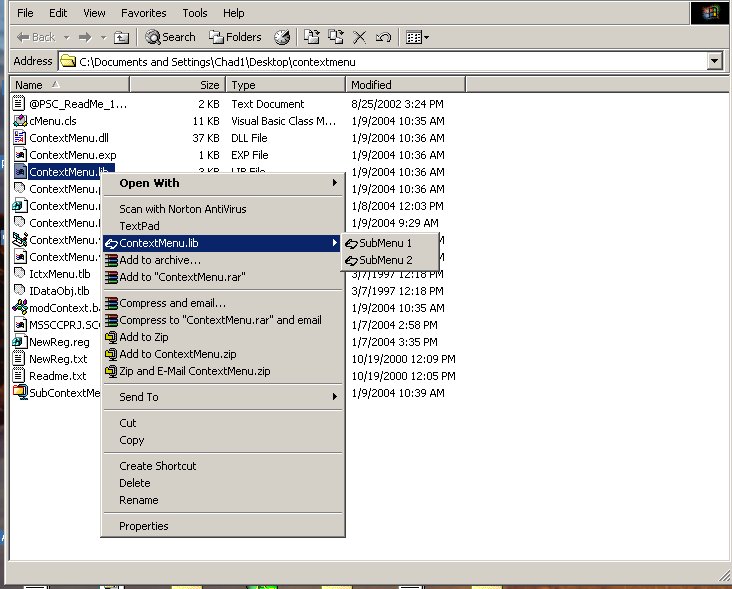 File Edit View Favorites Tools Help
Back Search Folders
Address C:\Documents and Settings\Chad1\Desktop\contextmenu
Name Size Type Modified
@PSC_ReadMe_1... 2 KB Text Document 8/25/2002 3:24 PM
cMenu.cls 11 KB Visual Basic Class M... 1/9/2004 10:35 AM
ContextMenu.dll 37 KB DLL File 1/9/2004 10:36 AM
ContextMenu.exp 1 KB EXP File 1/9/2004 10:36 AM
ContextMenu.lib 3 KB LIB File 1/9/2004 10:36 AM
ContextMenu. 1/9/2004 10:36 AM
ContextMenu. 1/8/2004 12:03 PM
ContextMenu. 1/9/2004 9:29 AM
ContextMenu.
ContextMenu.
IctxMenu.tlb 3/7/1997 12:18 PM
IDataObj.tlb 3/7/1997 12:18 PM
modContext.ba 1/9/2004 10:35 AM
MSSCCPRJ.SC 1/7/2004 2:58 PM
NewReg.reg 1/7/2004 3:35 PM
NewReg.txt 10/19/2000 12:09 PM
Readme.txt 10/19/2000 12:05 PM
SubContextMe 1/9/2004 10:39 AM
Open With
Scan with Norton AntiVirus
TextPad
ContextMenu.lib
Add to archive...
Add to "ContextMenu.rar"
Compress and email...
Compress to "ContextMenu.rar" and email
Add to Zip
Add to ContextMenu.zip
Zip and E-Mail ContextMenu.zip
Send To
Cut
Copy
Create Shortcut
Delete
Rename
Properties
SubMenu 1
SubMenu 2